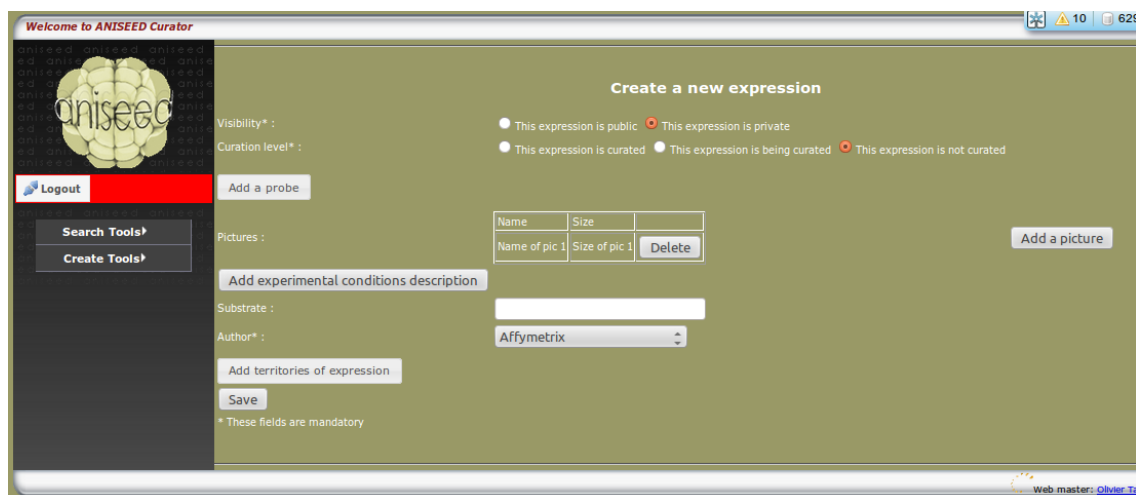 Welcome to ANISEED Curator
10 629
aniseed
Create a new expression
Visibility* : This expression is public This expression is private
Curation level* : This expression is curated This expression is being curated This expression is not curated
Logout
Add a probe
Search Tools
Create Tools
Name Size
Pictures : Name of pic 1 Size of pic 1 Delete Add a picture
Add experimental conditions description
Substrate :
Author* : Affymetrix
Add territories of expression
Save
* These fields are mandatory
Web master: Olivier Ta